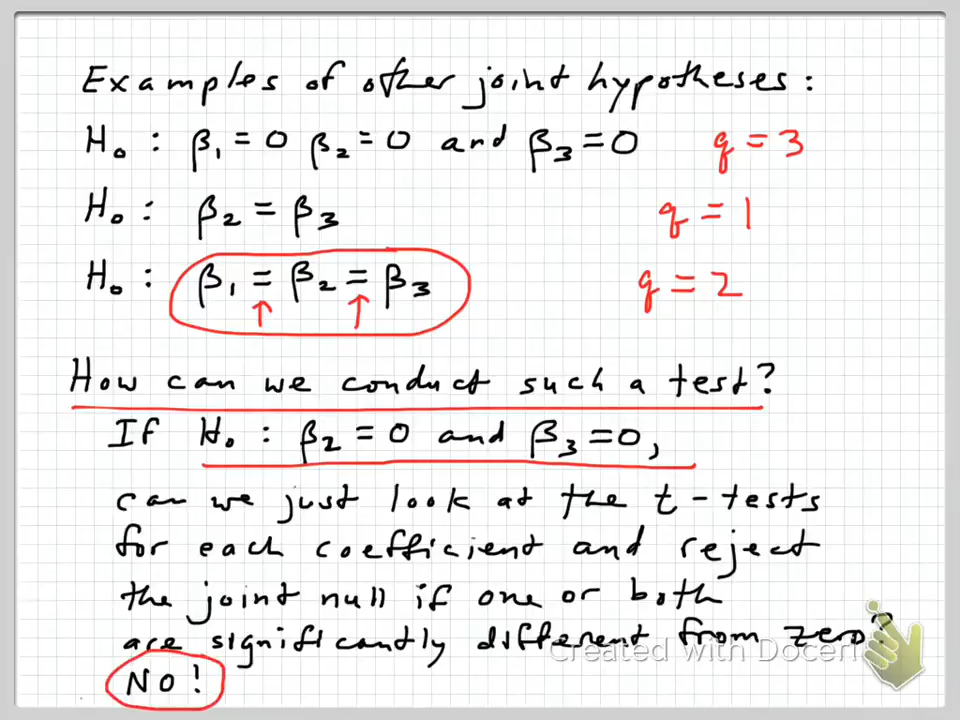 Examples of other joint hypotheses:
H₀: β₁ = 0 β₂ = 0 and β₃ = 0 q = 3
H₀: β₂ = β₃ q = 1
H₀: β₁ = β₂ = β₃ q = 2
How can we conduct such a test?
If H₀: β₂ = 0 and β₃ = 0,
can we just look at the t-tests
for each coefficient and reject
the joint null if one or both
are significantly different from zero?
Created with Doceri
NO!